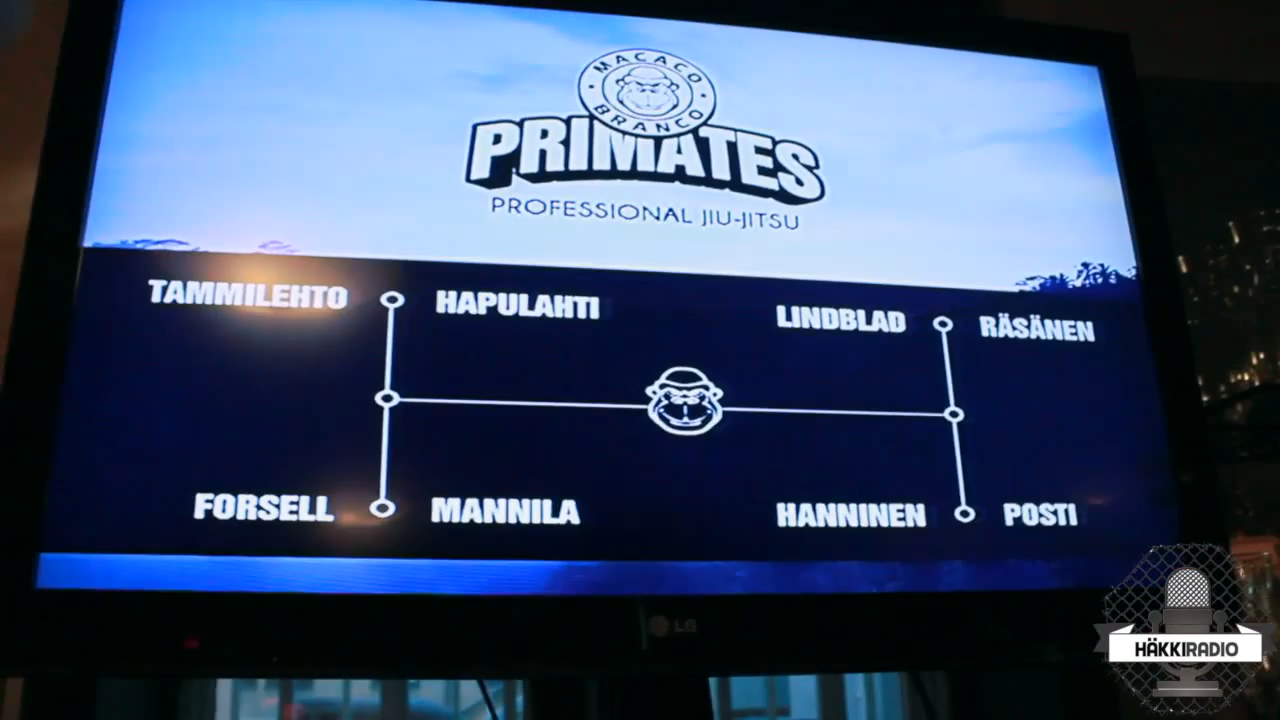 MACACO
BRANCO
PRIMATES
PROFESSIONAL JIU-JITSU
TAMMILEHTO HAPULAHTI LINDBLAD RÄSÄNEN
FORSELL MANNILA HANNINEN POSTI
LG
HÄKKIRADIO